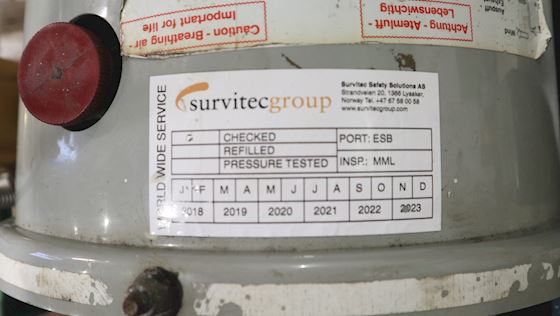 Caution - Breathing air -
Important for life
Achtung - Atemluft -
Lebenswichtig
WORLD WIDE SERVICE
survitecgroup
Survitec Safety Solutions AS
Strandveien 20, 1366 Lysaker,
Norway Tel. +47 67 58 00 58
www.survitecgroup.com
CHECKED PORT: ESB
REFILLED
PRESSURE TESTED INSP.: MML
J F M A M J J A S O N D
2018 2019 2020 2021 2022 2023